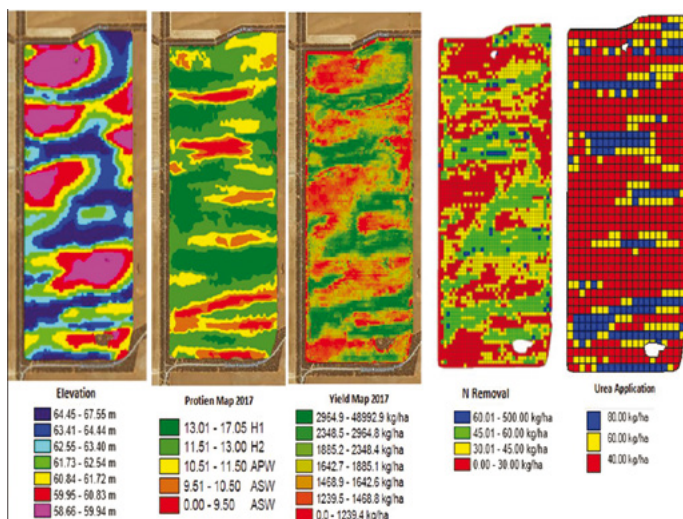 Elevation
64.45 - 67.55 m
63.41 - 64.44 m
62.55 - 63.40 m
61.73 - 62.54 m
60.84 - 61.72 m
59.95 - 60.83 m
58.66 - 59.94 m
Protien Map 2017
13.01 - 17.05 H1
11.51 - 13.00 H2
10.51 - 11.50 APW
9.51 - 10.50 ASW
0.00 - 9.50 ASW
Yield Map 2017
2964.9 - 48992.9 kg/ha
2348.5 - 2964.8 kg/ha
1885.2 - 2348.4 kg/ha
1642.7 - 1885.1 kg/ha
1468.9 - 1642.6 kg/ha
1239.5 - 1468.8 kg/ha
0.0 - 1239.4 kg/ha
N Removal
60.01 - 500.00 kg/ha
45.01 - 60.00 kg/ha
30.01 - 45.00 kg/ha
0.00 - 30.00 kg/ha
Urea Application
80.00 kg/ha
60.00 kg/ha
40.00 kg/ha